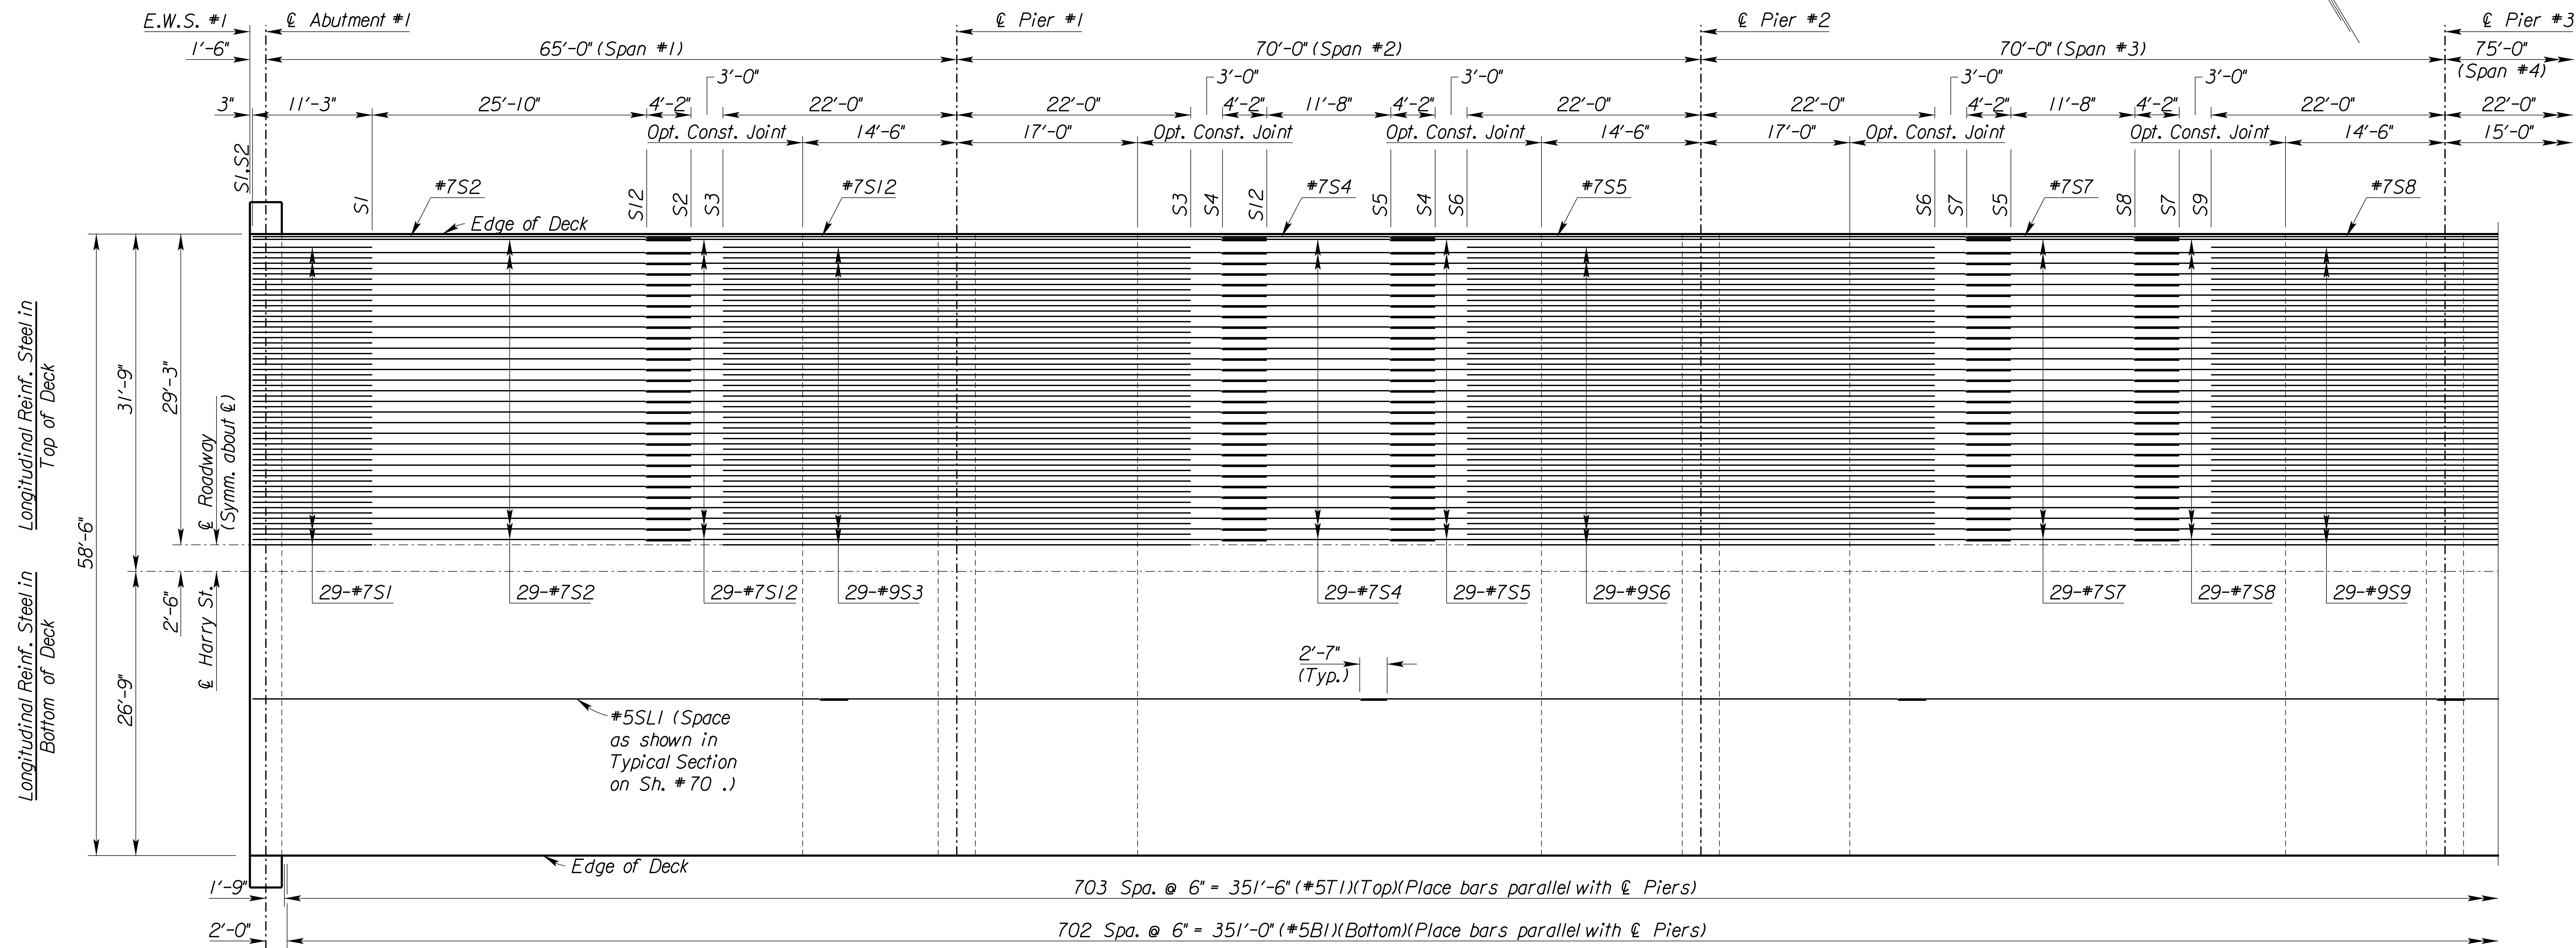 E.W.S. #1
℄ Abutment #1
℄ Pier #1
℄ Pier #2
℄ Pier #3
1'-6"
65'-0" (Span #1)
70'-0" (Span #2)
70'-0" (Span #3)
75'-0"
(Span #4)
3'-0"
3'-0"
3'-0"
3'-0"
3'-0"
3"
11'-3"
25'-10"
4'-2"
22'-0"
22'-0"
4'-2"
11'-8"
4'-2"
22'-0"
22'-0"
4'-2"
11'-8"
4'-2"
22'-0"
22'-0"
Opt. Const. Joint
14'-6"
17'-0"
Opt. Const. Joint
Opt. Const. Joint
14'-6"
17'-0"
Opt. Const. Joint
Opt. Const. Joint
14'-6"
15'-0"
S1.S2
S1
S12
S2
S3
S3
S4
S12
S5
S4
S6
S6
S7
S5
S8
S7
S9
#7S2
#7S12
#7S4
#7S5
#7S7
#7S8
Edge of Deck
Longitudinal Reinf. Steel in
Top of Deck
Longitudinal Reinf. Steel in
Bottom of Deck
58'-6"
31'-9"
29'-3"
26'-9"
2'-6"
℄ Roadway
(Symm. about ℄)
℄ Harry St.
29-#7S1
29-#7S2
29-#7S12
29-#9S3
29-#7S4
29-#7S5
29-#9S6
29-#7S7
29-#7S8
29-#9S9
2'-7"
(Typ.)
#5SL1 (Space
as shown in
Typical Section
on Sh. #70 .)
Edge of Deck
1'-9"
703 Spa. @ 6" = 351'-6" (#5T1)(Top)(Place bars parallel with ℄ Piers)
2'-0"
702 Spa. @ 6" = 351'-0" (#5B1)(Bottom)(Place bars parallel with ℄ Piers)